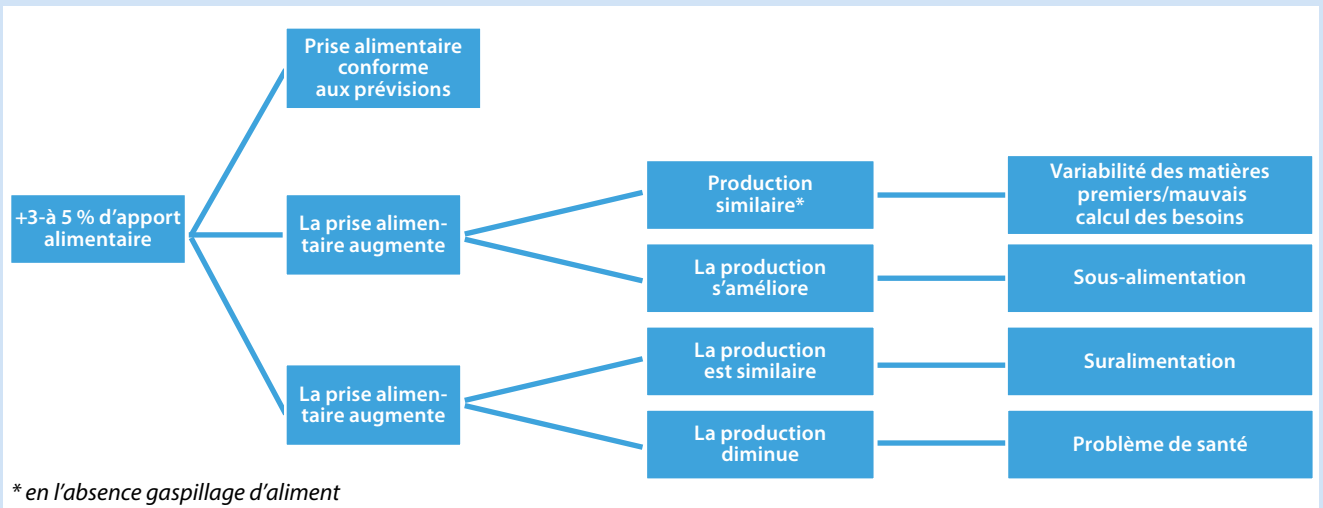 Prise alimentaire
conforme
aux prévisions
+3-à 5 % d’apport
alimentaire
La prise alimen-
taire augmente
Production
similaire*
Variabilité des matières
premiers/mauvais
calcul des besoins
La production
s’améliore
Sous-alimentation
La prise alimen-
taire augmente
La production
est similaire
Suralimentation
La production
diminue
Problème de santé
* en l’absence gaspillage d’aliment